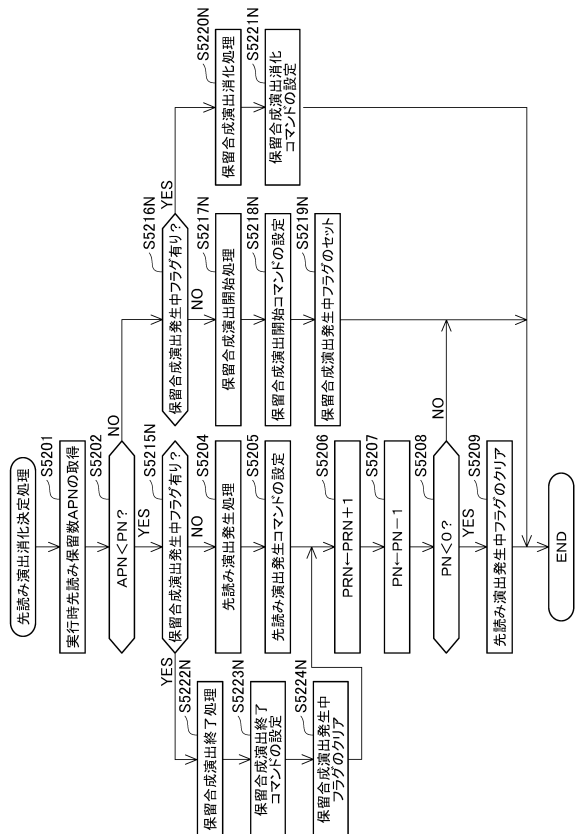 先読み演出消化決定処理
S5201
実行時先読み保留数APNの取得
S5202
APN<PN?
NO
YES
S5215N
保留合成演出発生中フラグ有り?
YES
NO
S5204
先読み演出発生処理
S5205
先読み演出発生コマンドの設定
S5206
PRN←PRN+1
S5207
PN←PN-1
S5208
PN<0?
NO
YES
S5209
先読み演出発生中フラグのクリア
END
S5216N
保留合成演出発生中フラグ有り?
YES
NO
S5217N
保留合成演出開始処理
S5218N
保留合成演出開始コマンドの設定
S5219N
保留合成演出発生中フラグのセット
S5220N
保留合成演出消化処理
S5221N
保留合成演出消化
コマンドの設定
S5222N
保留合成演出終了処理
S5223N
保留合成演出終了
コマンドの設定
S5224N
保留合成演出発生中
フラグのクリア